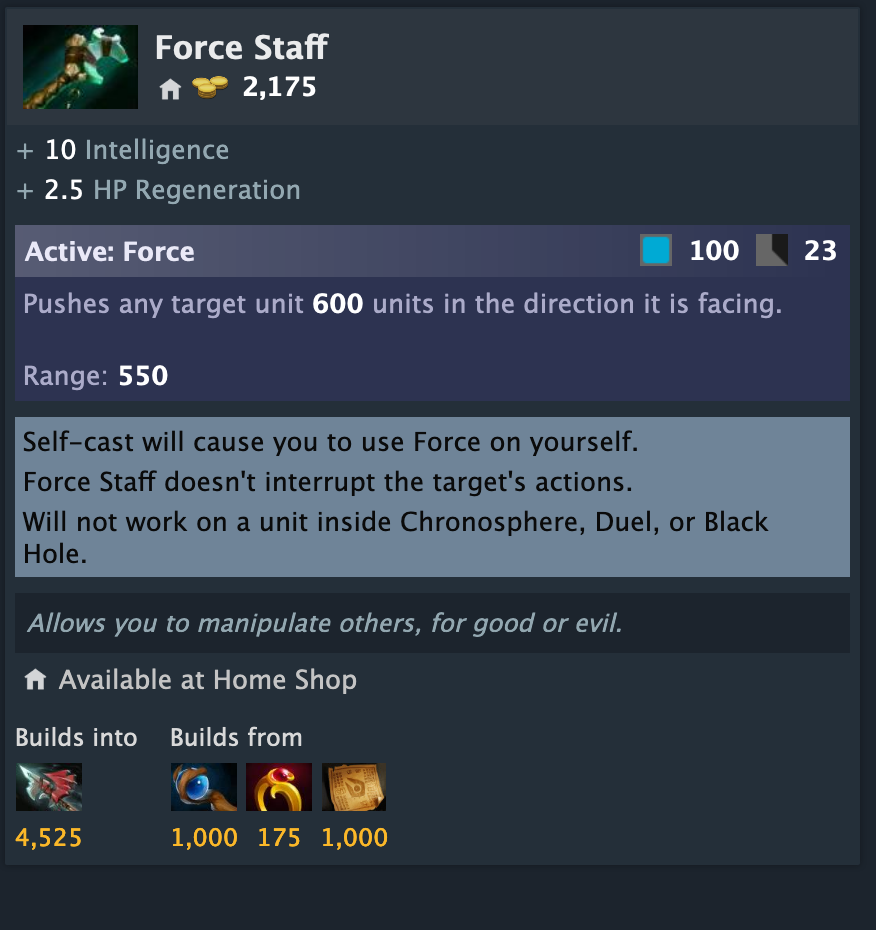 Force Staff
2,175
+ 10 Intelligence
+ 2.5 HP Regeneration
Active: Force 100 23
Pushes any target unit 600 units in the direction it is facing.
Range: 550
Self-cast will cause you to use Force on yourself.
Force Staff doesn't interrupt the target's actions.
Will not work on a unit inside Chronosphere, Duel, or Black
Hole.
Allows you to manipulate others, for good or evil.
Available at Home Shop
Builds into Builds from
4,525 1,000 175 1,000